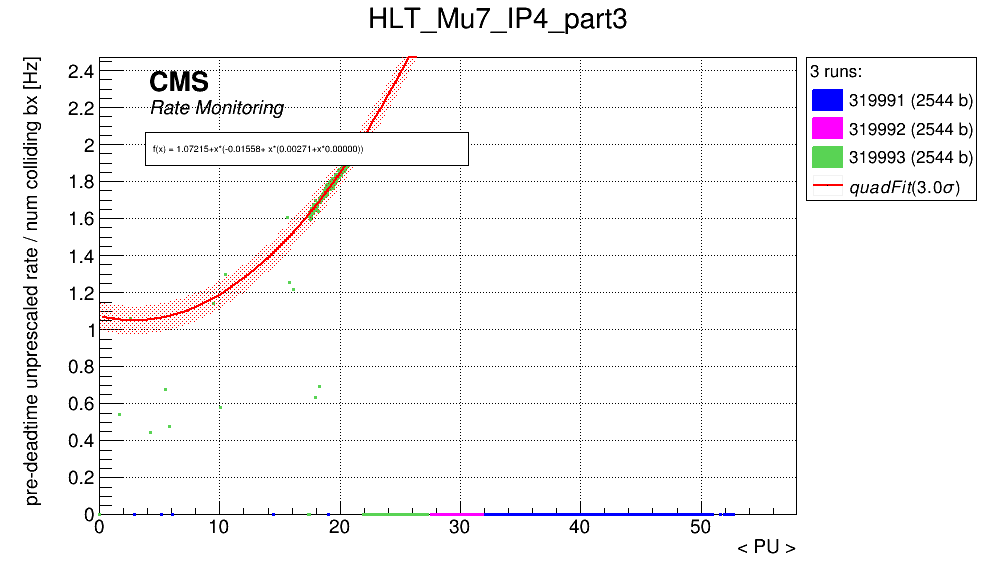 HLT_Mu7_IP4_part3
pre-deadtime unprescaled rate / num colliding bx [Hz]
2.4
2.2
2
1.8
1.6
1.4
1.2
1
0.8
0.6
0.4
0.2
0
CMS
Rate Monitoring
f(x) = 1.07215+x*(-0.01558+ x*(0.00271+x*0.00000))
0 10 20 30 40 50
< PU >
3 runs:
319991 (2544 b)
319992 (2544 b)
319993 (2544 b)
quadFit(3.0σ)